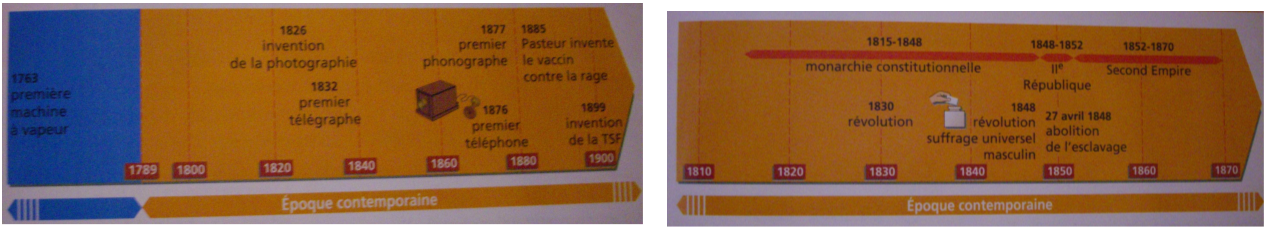 1763
première
machine
à vapeur
1826
invention
de la photographie
1832
premier
télégraphe
1877
premier
phonographe
1876
premier
téléphone
1885
Pasteur invente
le vaccin
contre la rage
1899
invention
de la TSF
1789 1800 1820 1840 1860 1880 1900
Époque contemporaine
1815-1848
monarchie constitutionnelle
1848-1852
IIe
République
1852-1870
Second Empire
1830
révolution
1848
révolution
suffrage universel
masculin
27 avril 1848
abolition
de l'esclavage
1810 1820 1830 1840 1850 1860 1870
Époque contemporaine